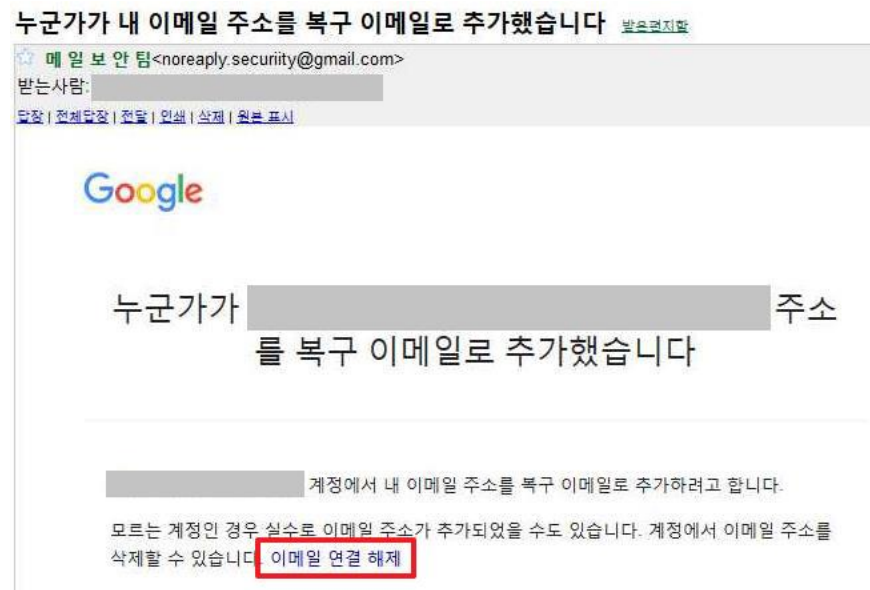 누군가가 내 이메일 주소를 복구 이메일로 추가했습니다 받은편지함
메 일 보 안 팀<noreaply.securiity@gmail.com>
받는사람:
답장 | 전체답장 | 전달 | 인쇄 | 삭제 | 원본 표시
Google
누군가가 주소
를 복구 이메일로 추가했습니다
계정에서 내 이메일 주소를 복구 이메일로 추가하려고 합니다.
모르는 계정인 경우 실수로 이메일 주소가 추가되었을 수도 있습니다. 계정에서 이메일 주소를
삭제할 수 있습니다. 이메일 연결 해제